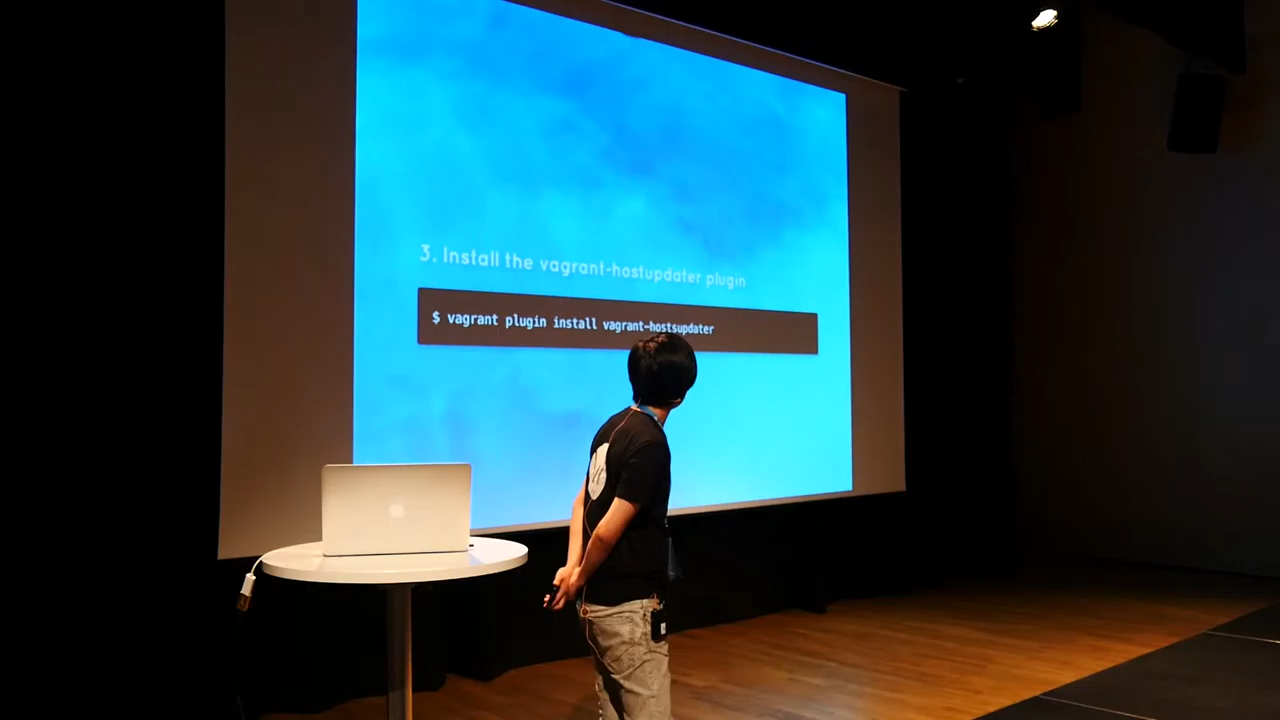 3. Install the vagrant-hostupdater plugin
$ vagrant plugin install vagrant-hostsupdater